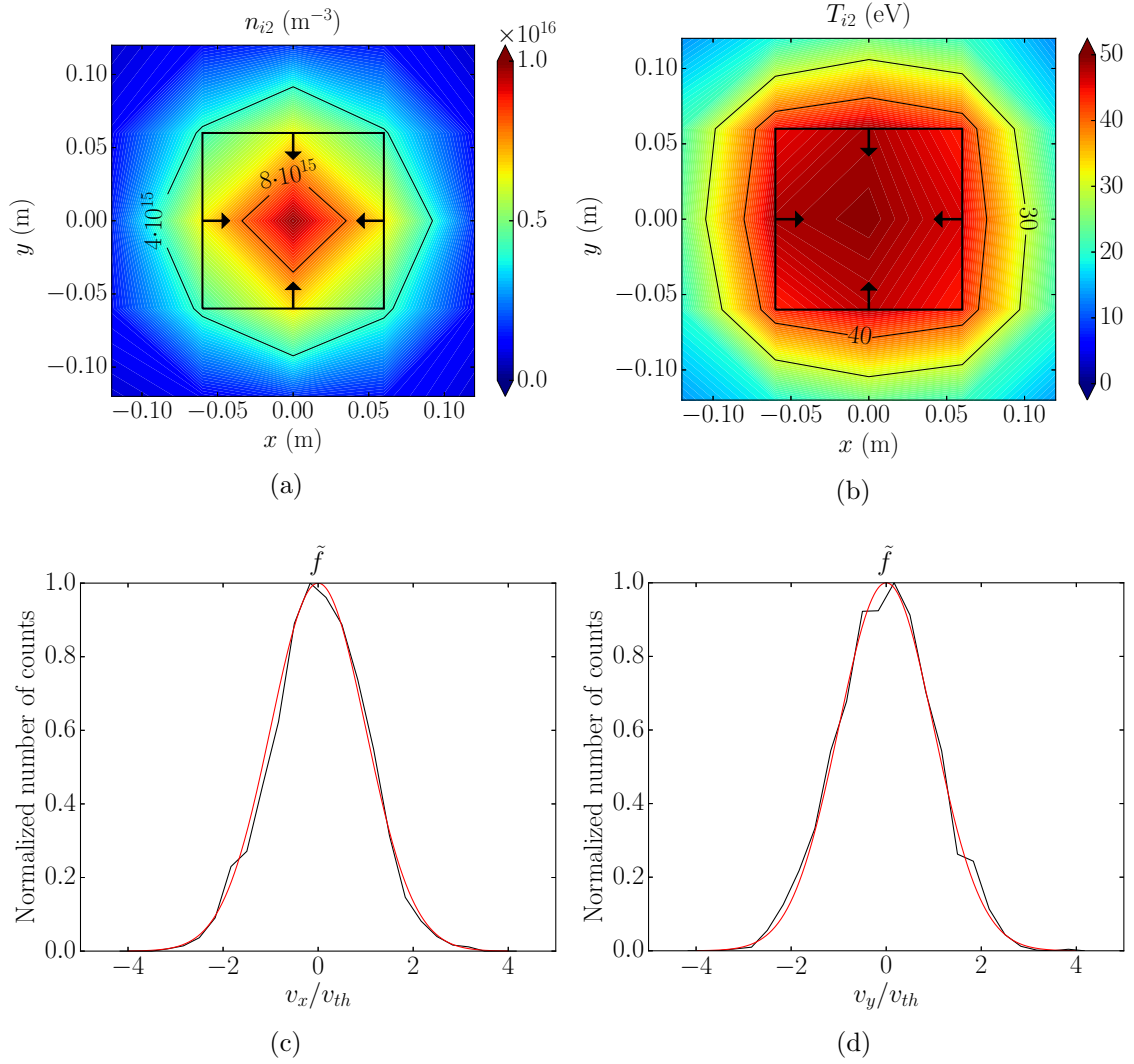 n_{i2} (m^{−3})
×10^{16}
1.0
0.5
0.0
0.10
0.05
0.00
−0.05
−0.10
y (m)
8·10^{15}
4·10^{15}
−0.10 −0.05 0.00 0.05 0.10
x (m)
(a)
T_{i2} (eV)
50
40
30
20
10
0
0.10
0.05
0.00
−0.05
−0.10
y (m)
30
40
−0.10 −0.05 0.00 0.05 0.10
x (m)
(b)
f̃
1.0
0.8
0.6
0.4
0.2
0.0
Normalized number of counts
−4 −2 0 2 4
v_x/v_{th}
(c)
f̃
1.0
0.8
0.6
0.4
0.2
0.0
Normalized number of counts
−4 −2 0 2 4
v_y/v_{th}
(d)